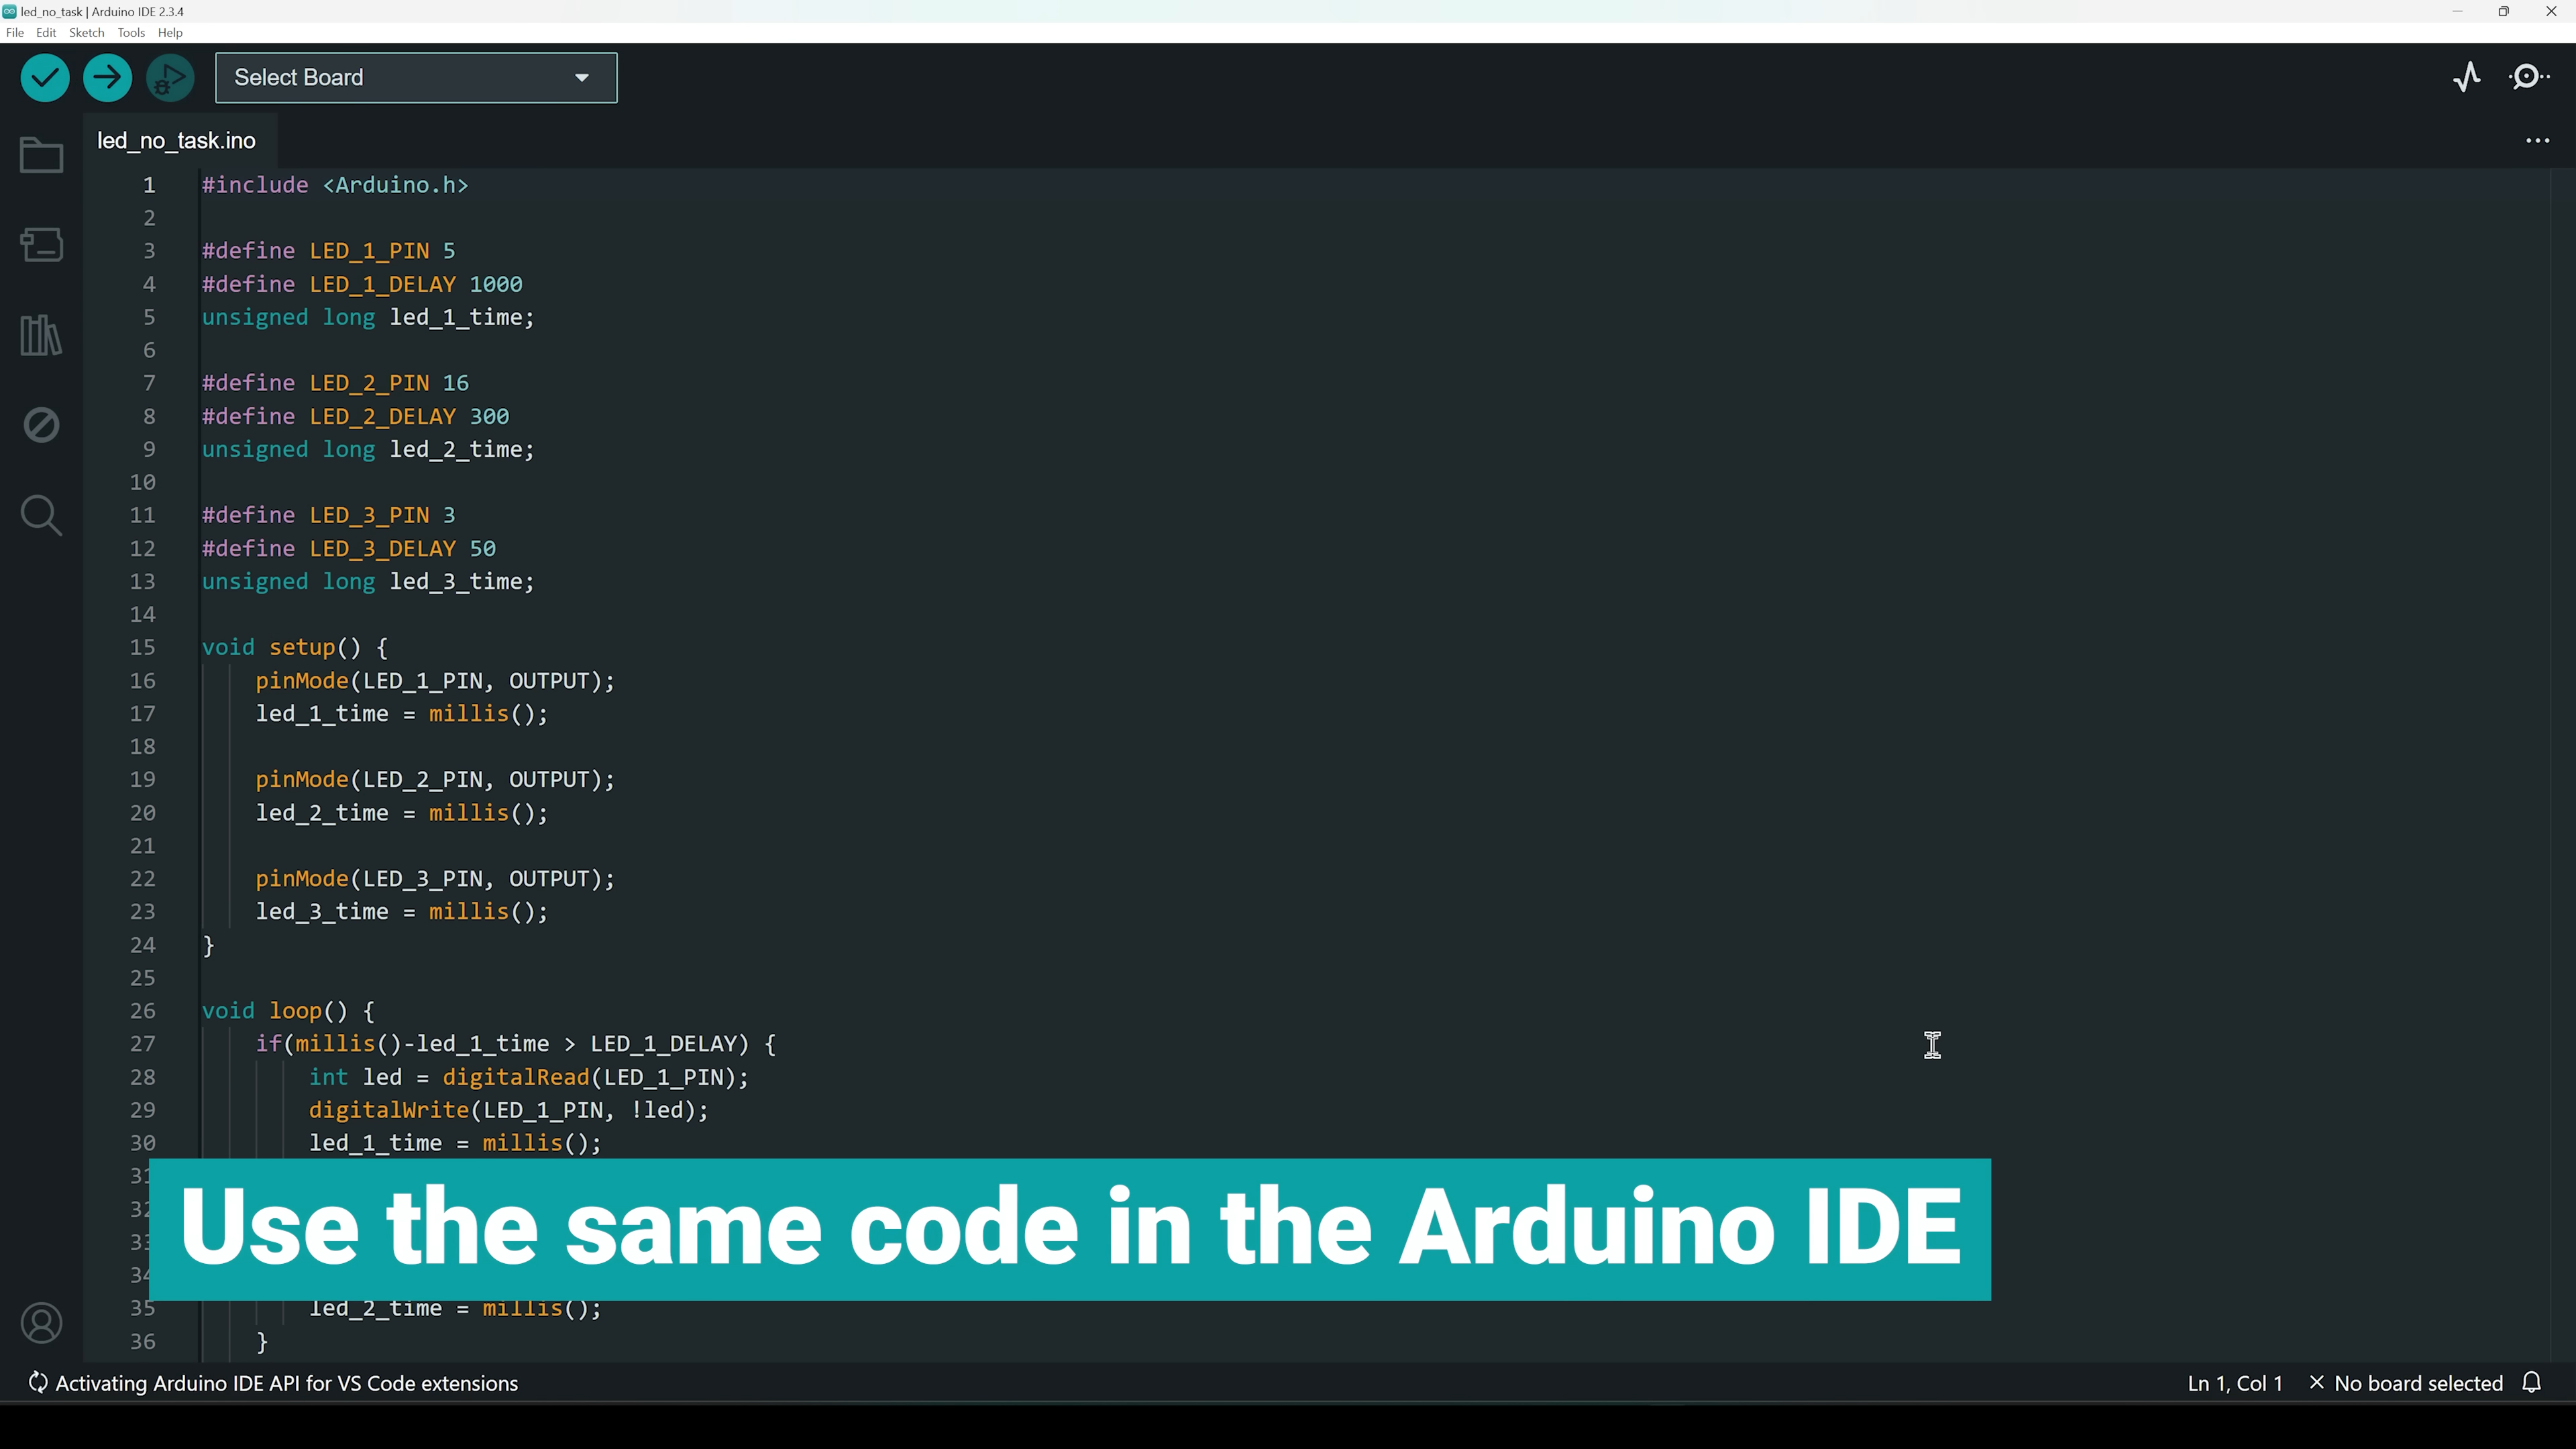 led_no_task | Arduino IDE 2.3.4
File Edit Sketch Tools Help
Select Board
led_no_task.ino
1 #include <Arduino.h>
2
3 #define LED_1_PIN 5
4 #define LED_1_DELAY 1000
5 unsigned long led_1_time;
6
7 #define LED_2_PIN 16
8 #define LED_2_DELAY 300
9 unsigned long led_2_time;
10
11 #define LED_3_PIN 3
12 #define LED_3_DELAY 50
13 unsigned long led_3_time;
14
15 void setup() {
16 pinMode(LED_1_PIN, OUTPUT);
17 led_1_time = millis();
18
19 pinMode(LED_2_PIN, OUTPUT);
20 led_2_time = millis();
21
22 pinMode(LED_3_PIN, OUTPUT);
23 led_3_time = millis();
24 }
25
26 void loop() {
27 if(millis()-led_1_time > LED_1_DELAY) {
28 int led = digitalRead(LED_1_PIN);
29 digitalWrite(LED_1_PIN, !led);
30 led_1_time = millis();
31
32
33
34
Use the same code in the Arduino IDE
35 led_2_time = millis();
36 }
Activating Arduino IDE API for VS Code extensions
Ln 1, Col 1 No board selected